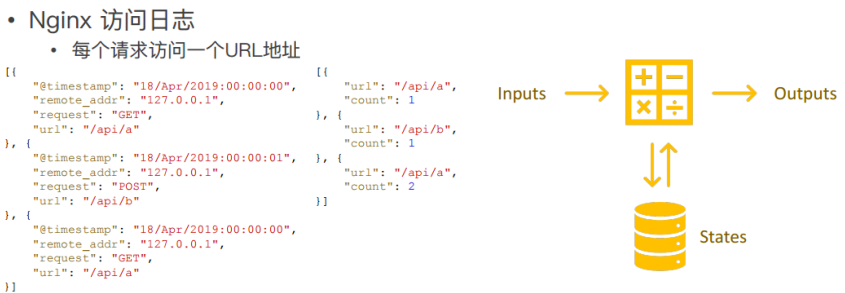 • Nginx 访问日志
• 每个请求访问一个URL地址
[{
"@timestamp": "18/Apr/2019:00:00:00",
"remote_addr": "127.0.0.1",
"request": "GET",
"url": "/api/a"
}, {
"@timestamp": "18/Apr/2019:00:00:01",
"remote_addr": "127.0.0.1",
"request": "POST",
"url": "/api/b"
}, {
"@timestamp": "18/Apr/2019:00:00:00",
"remote_addr": "127.0.0.1",
"request": "GET",
"url": "/api/a"
}]
[{
"url": "/api/a",
"count": 1
}, {
"url": "/api/b",
"count": 1
}, {
"url": "/api/a",
"count": 2
}]
Inputs
Outputs
States